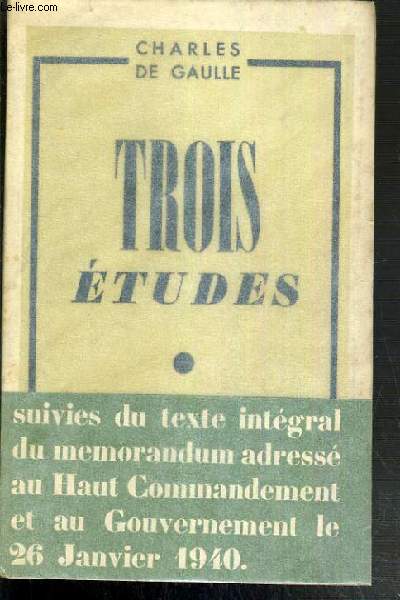 www.le-livre.com
CHARLES
DE GAULLE
TROIS
ÉTUDES
suivies du texte intégral
du memorandum adressé
au Haut Commandement
et au Gouvernement le
26 Janvier 1940.